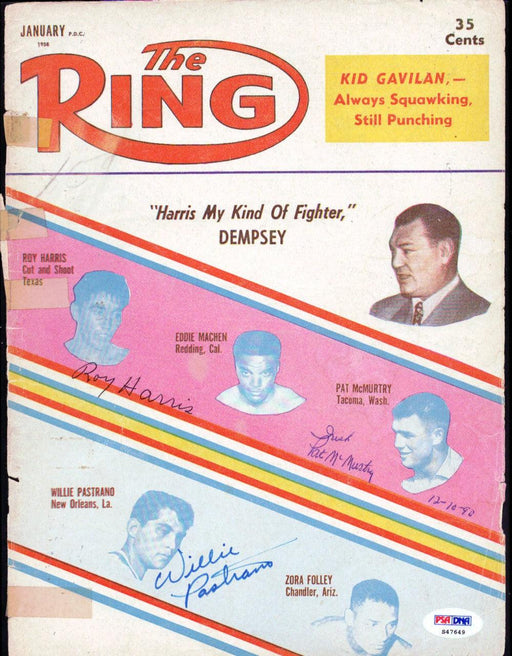 JANUARY P.D.C.
1958
35
Cents
The
RING
KID GAVILAN,—
Always Squawking,
Still Punching
"Harris My Kind Of Fighter,"
DEMPSEY
ROY HARRIS
Cut and Shoot
Texas
EDDIE MACHEN
Redding, Cal.
Roy Harris
PAT McMURTRY
Tacoma, Wash.
Irish
Pat McMurtry
12-10-90
WILLIE PASTRANO
New Orleans, La.
Willie
Pastrano
ZORA FOLLEY
Chandler, Ariz.
PSA DNA
S47649